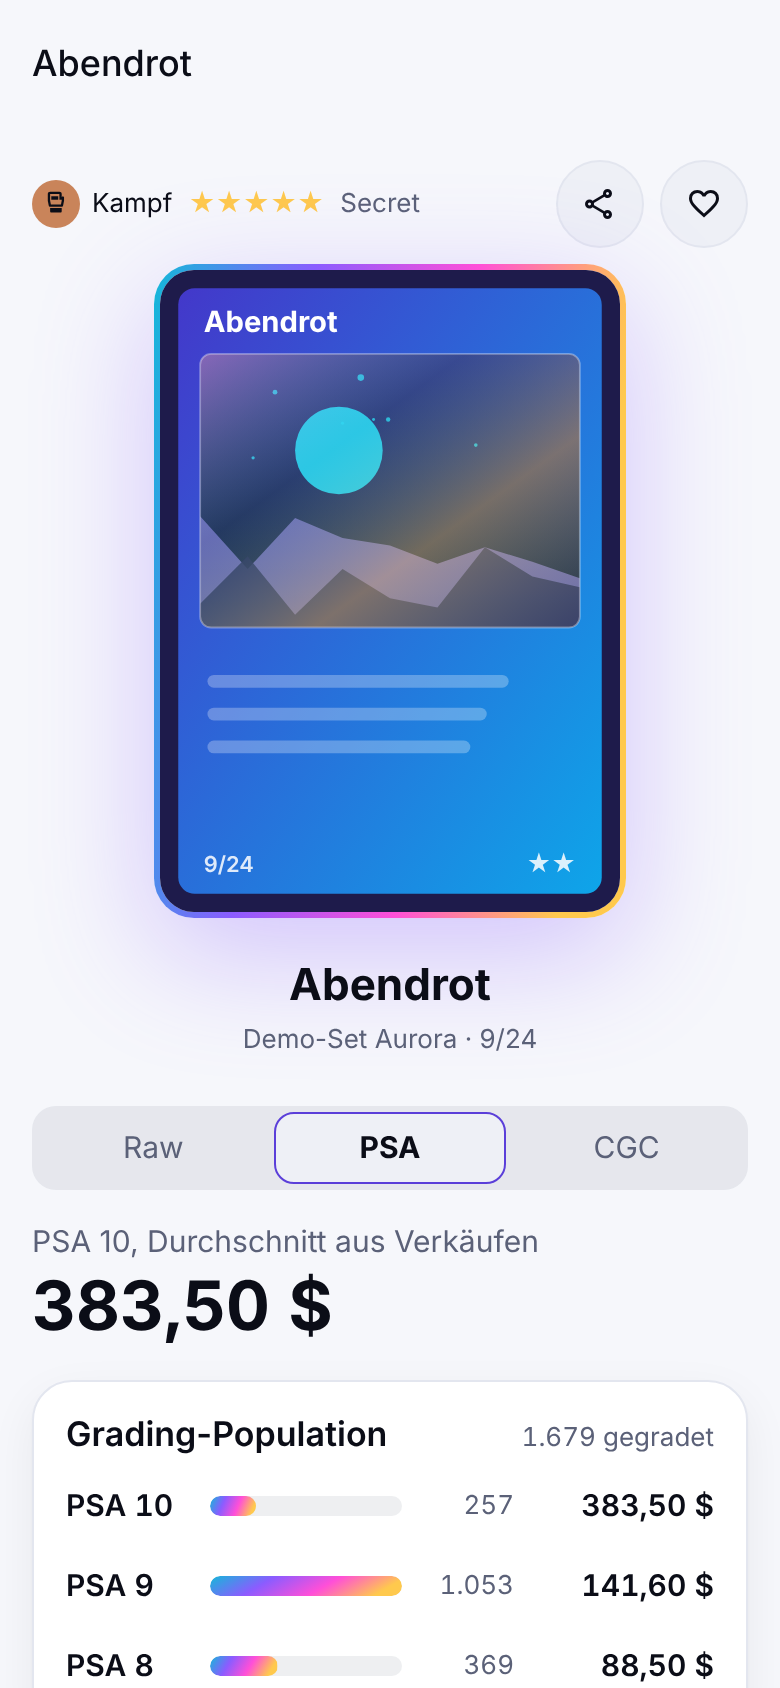 Abendrot
Kampf ★★★★★ Secret
Abendrot
9/24 ★★
Abendrot
Demo-Set Aurora · 9/24
Raw PSA CGC
PSA 10, Durchschnitt aus Verkäufen
383,50 $
Grading-Population 1.679 gegradet
PSA 10 257 383,50 $
PSA 9 1.053 141,60 $
PSA 8 369 88,50 $